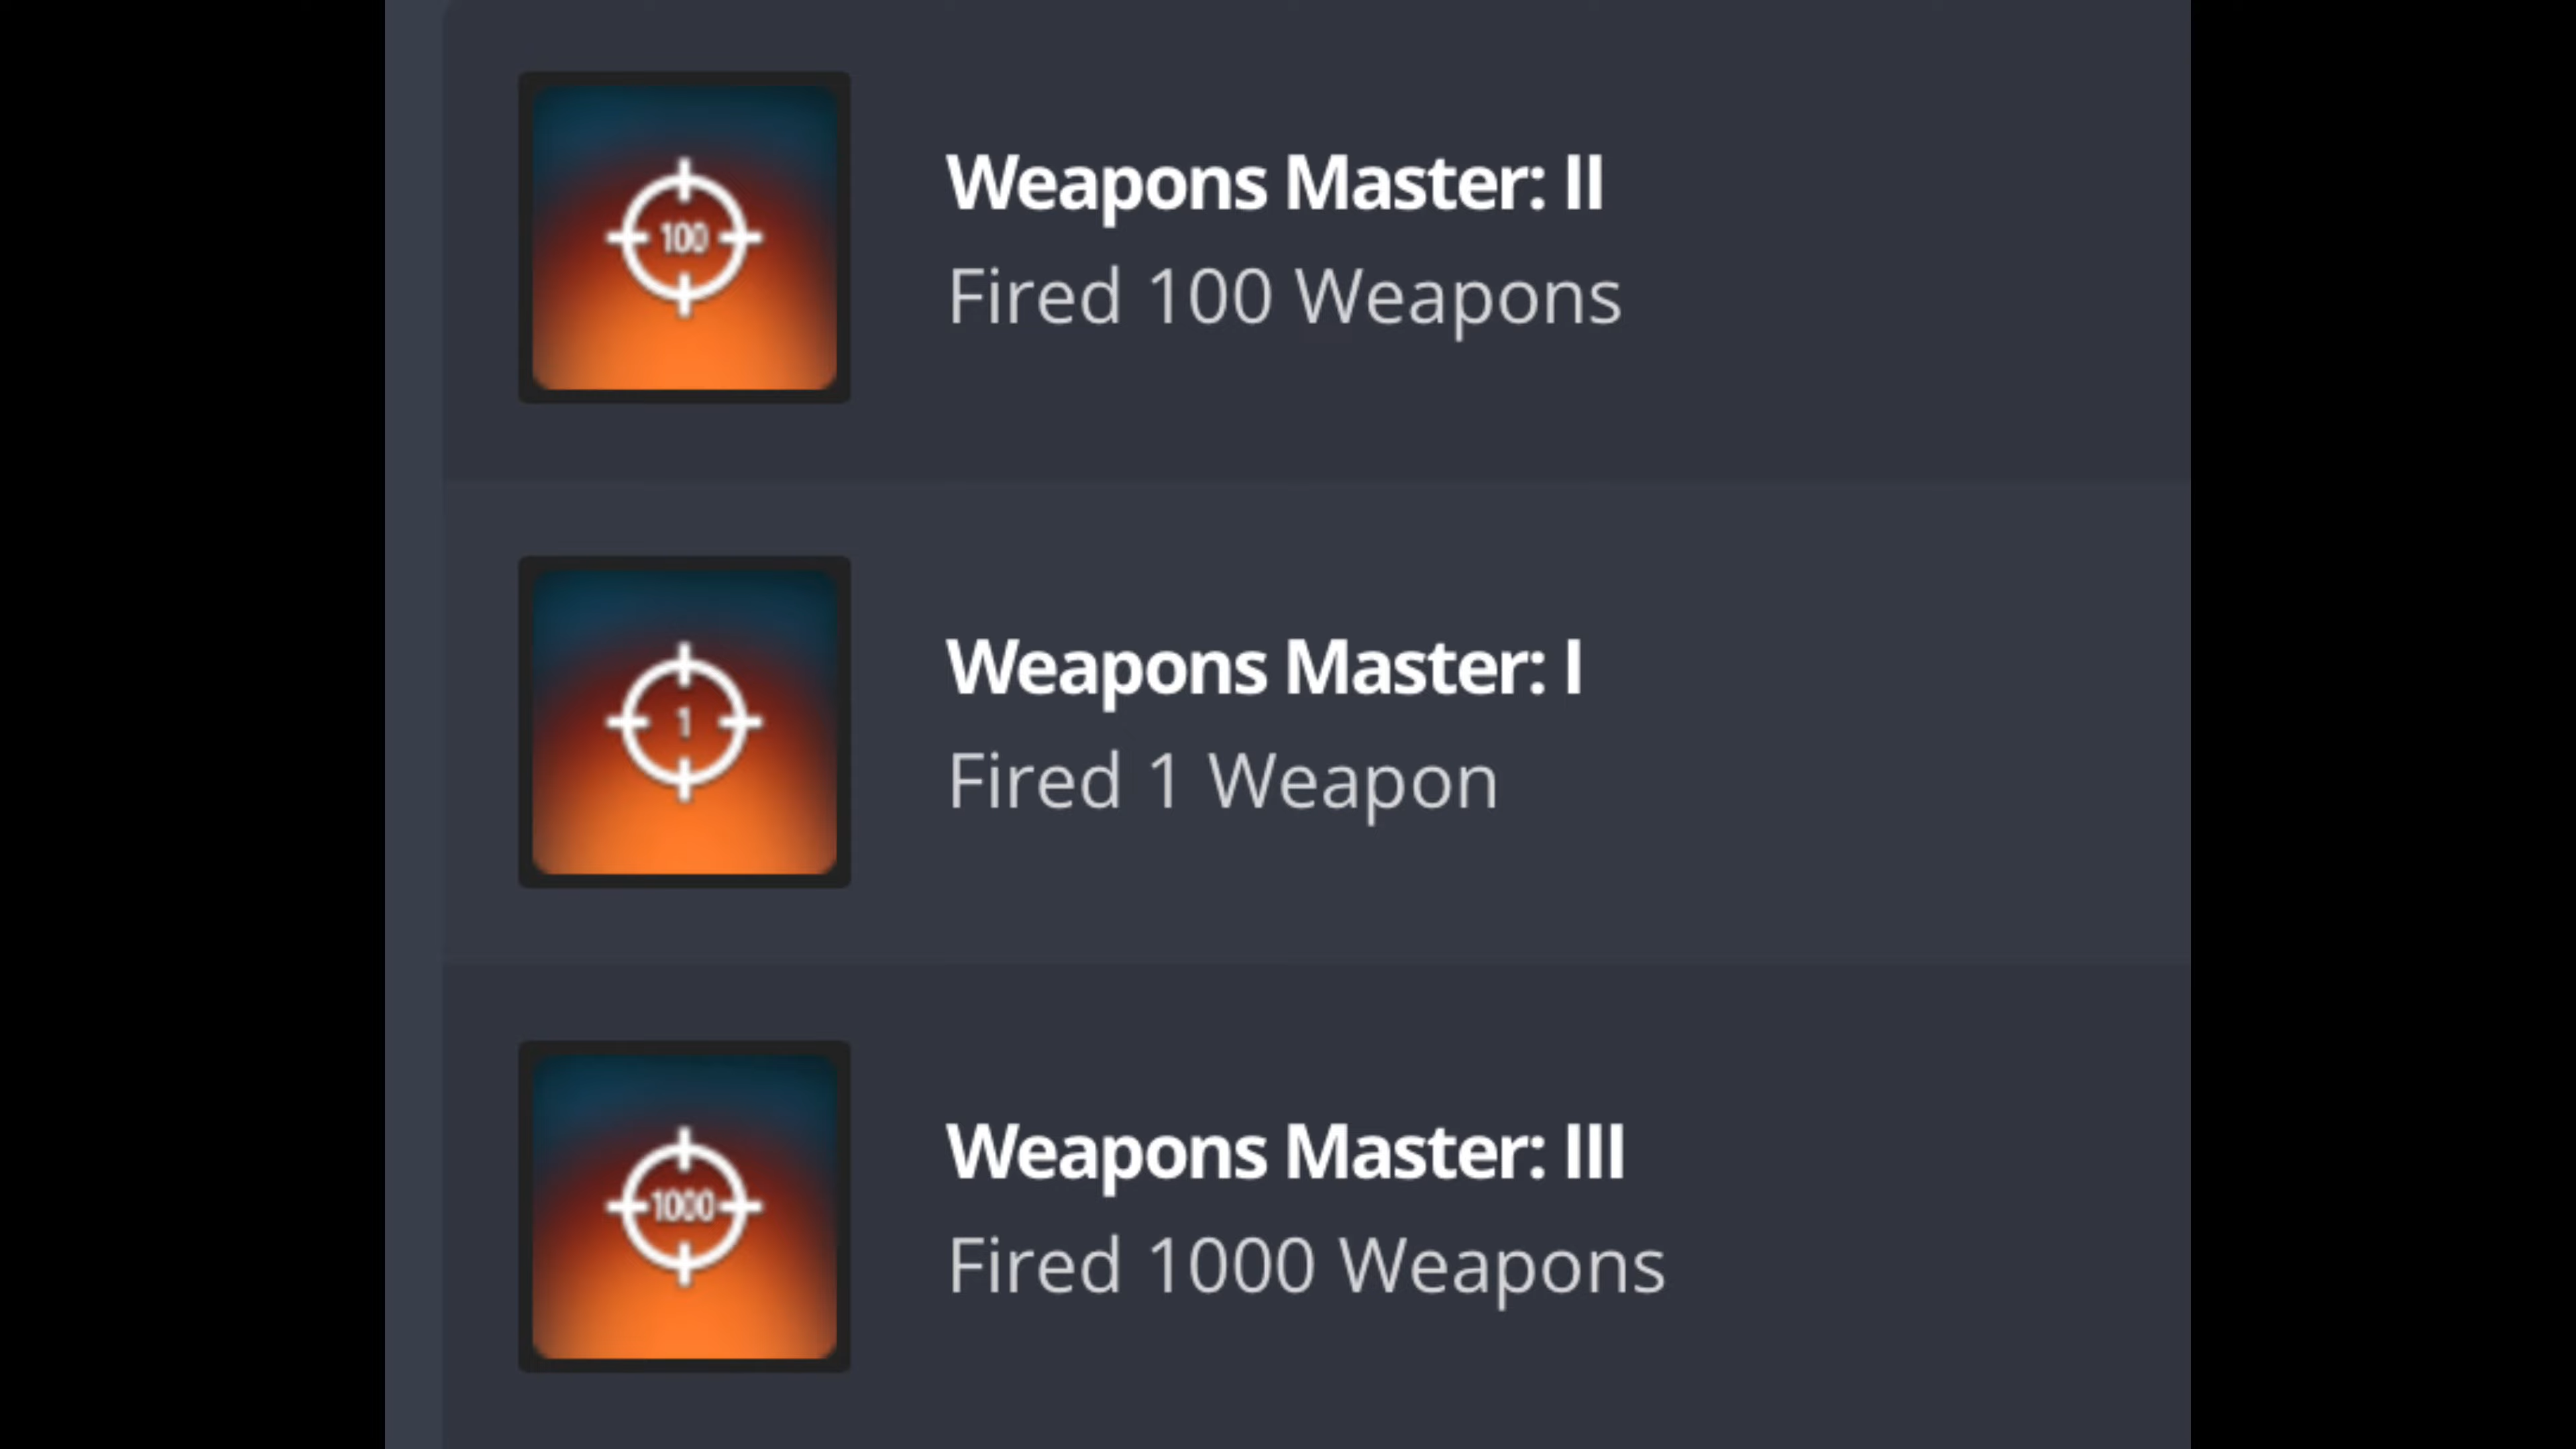 100
Weapons Master: II
Fired 100 Weapons
1
Weapons Master: I
Fired 1 Weapon
1000
Weapons Master: III
Fired 1000 Weapons